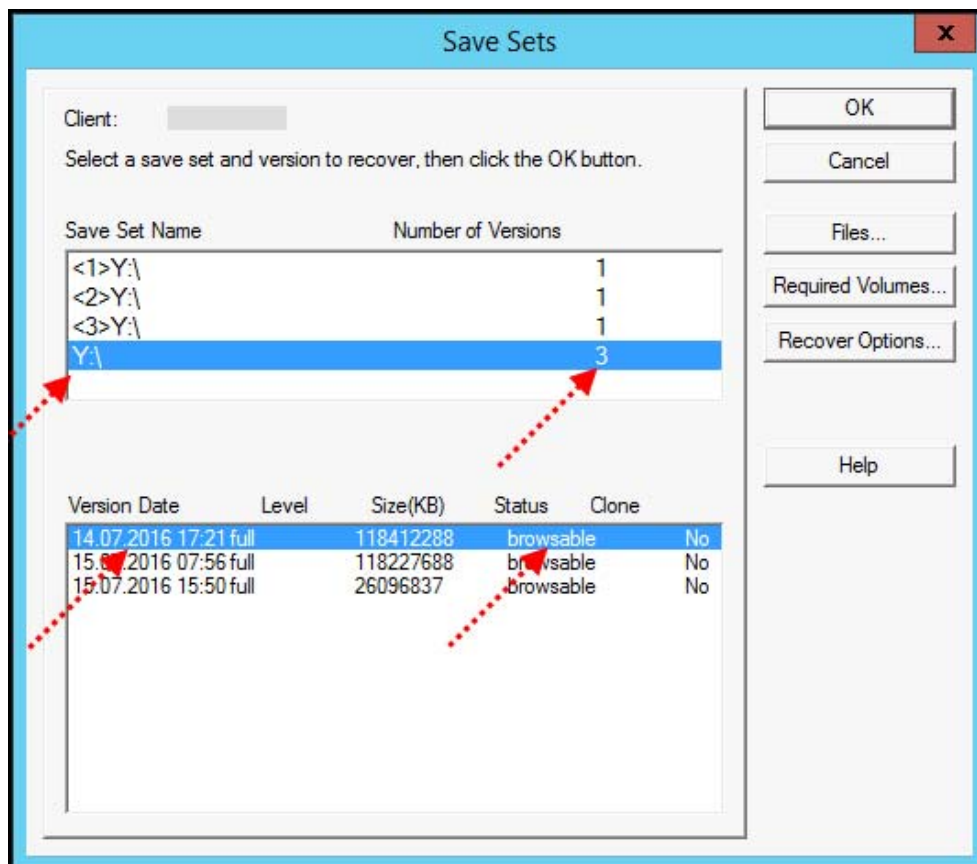 Save Sets
x
Client:
OK
Select a save set and version to recover, then click the OK button.
Cancel
Save Set Name Number of Versions
Files...
<1>Y:\ 1
<2>Y:\ 1
Required Volumes...
<3>Y:\ 1
Y:\ 3
Recover Options...
Help
Version Date Level Size(KB) Status Clone
14.07.2016 17:21 full 118412288 browsable No
15.07.2016 07:56 full 118227688 browsable No
15.07.2016 15:50 full 26096837 browsable No